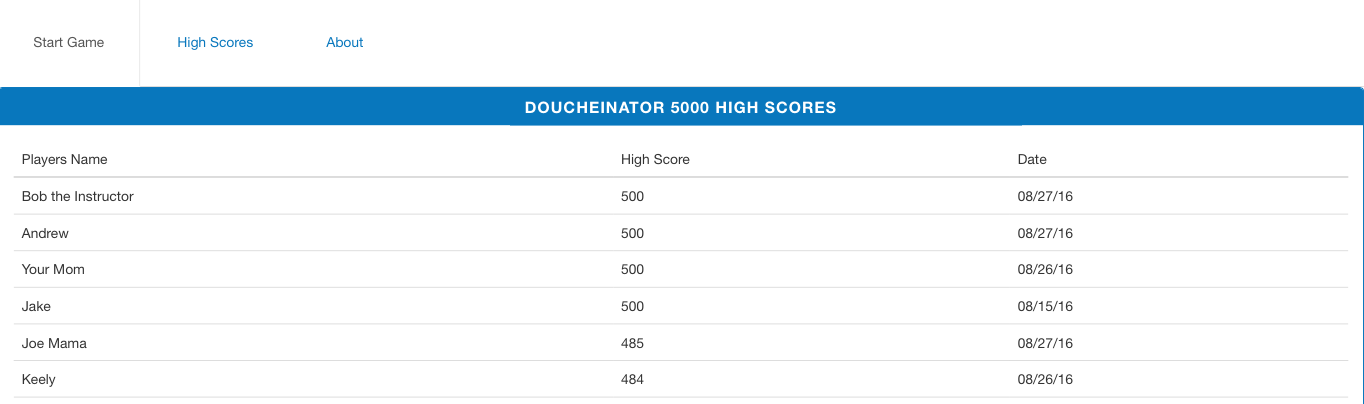 Start Game High Scores About
DOUCHEINATOR 5000 HIGH SCORES
Players Name High Score Date
Bob the Instructor 500 08/27/16
Andrew 500 08/27/16
Your Mom 500 08/26/16
Jake 500 08/15/16
Joe Mama 485 08/27/16
Keely 484 08/26/16